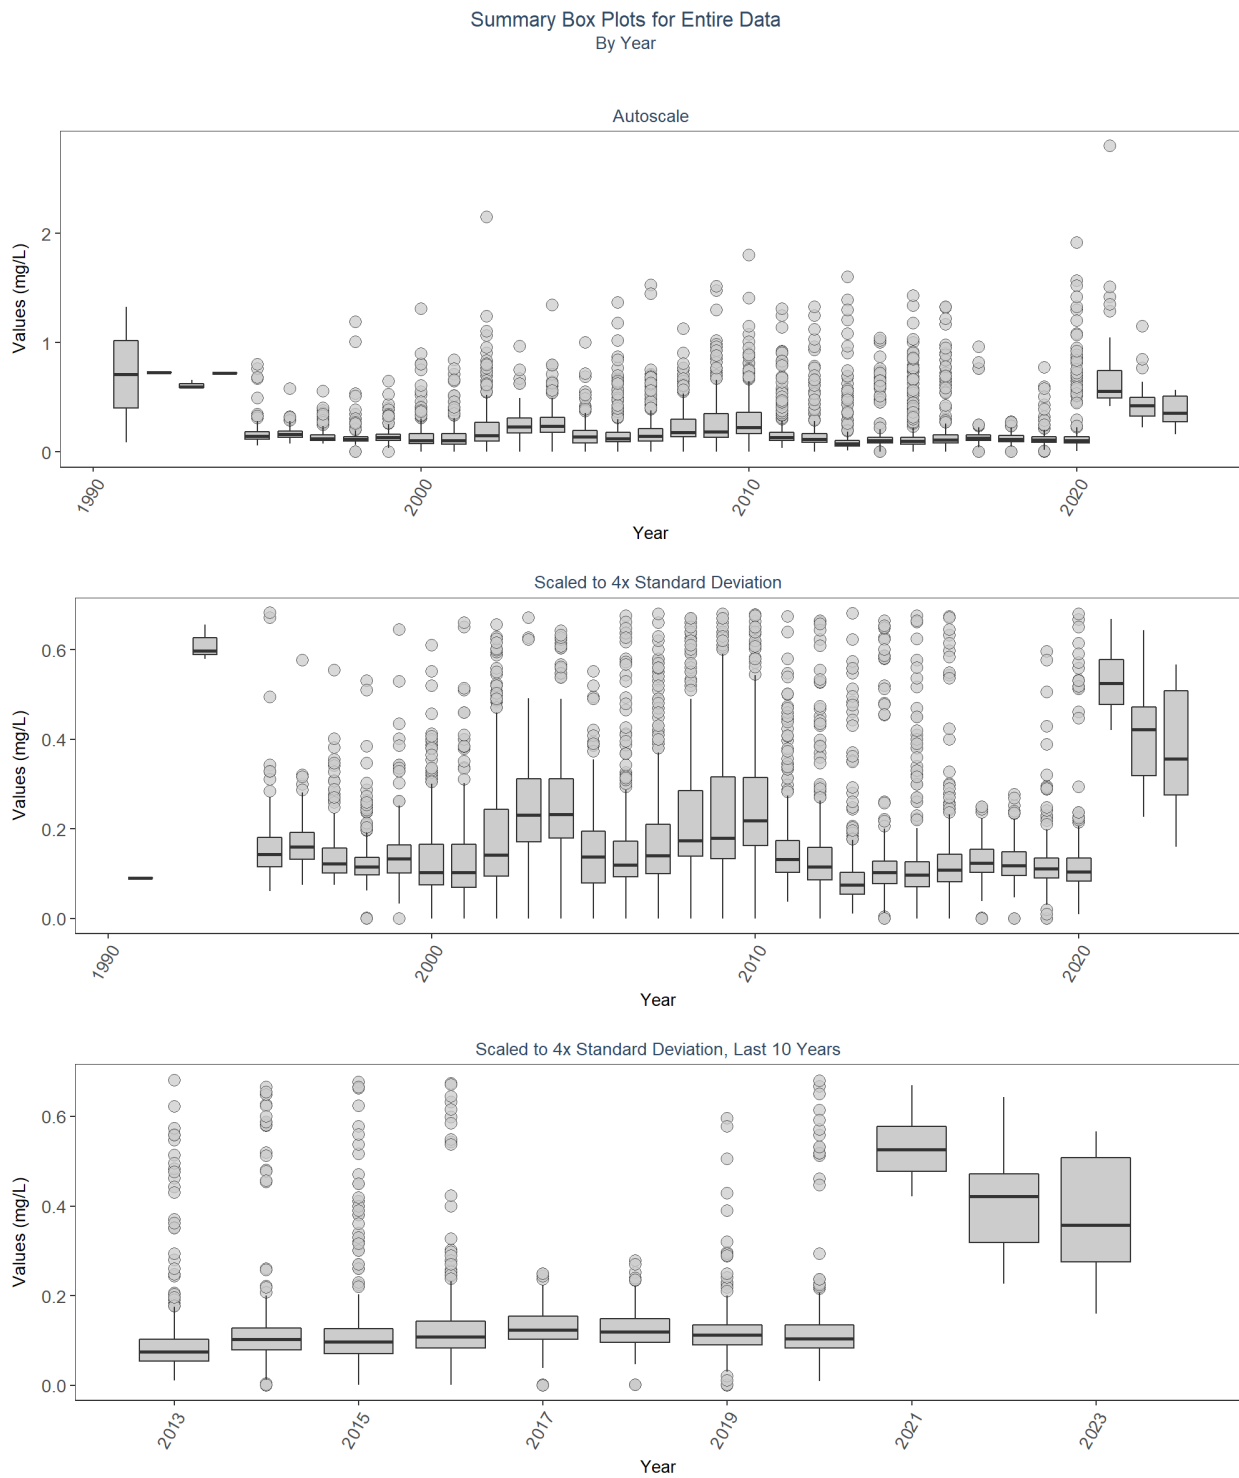 Summary Box Plots for Entire Data
By Year
Autoscale
Values (mg/L)
2
1
0
1990 2000 2010 2020
Year
Scaled to 4x Standard Deviation
Values (mg/L)
0.6
0.4
0.2
0.0
1990 2000 2010 2020
Year
Scaled to 4x Standard Deviation, Last 10 Years
Values (mg/L)
0.6
0.4
0.2
0.0
2013 2015 2017 2019 2021 2023
Year